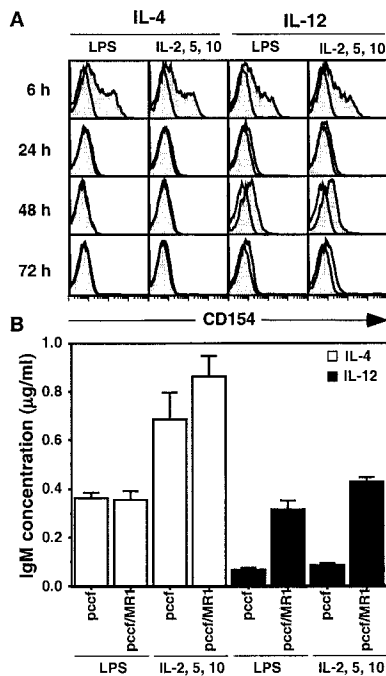 A
IL-4 IL-12
LPS IL-2, 5, 10 LPS IL-2, 5, 10
6 h
24 h
48 h
72 h
CD154
B
IgM concentration (µg/ml)
1.0
0.8
0.6
0.4
0.2
0.0
IL-4
IL-12
pccf pccf/MR1 pccf pccf/MR1 pccf pccf/MR1 pccf pccf/MR1
LPS IL-2, 5, 10 LPS IL-2, 5, 10